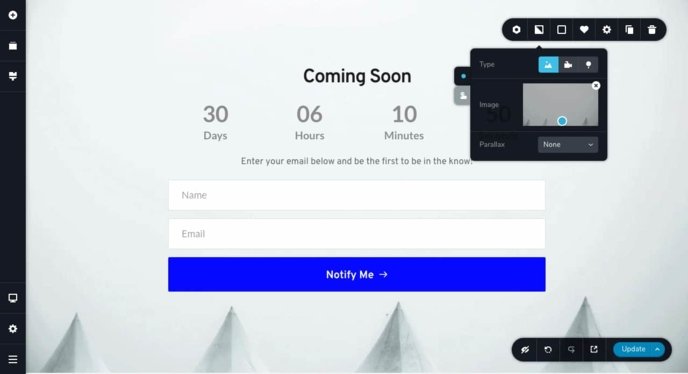 Coming Soon
Type
30 06 10 50
Days Hours Minutes
Image
Enter your email below and be the first to be in the know!
Parallax None
Name
Email
Notify Me →
Update